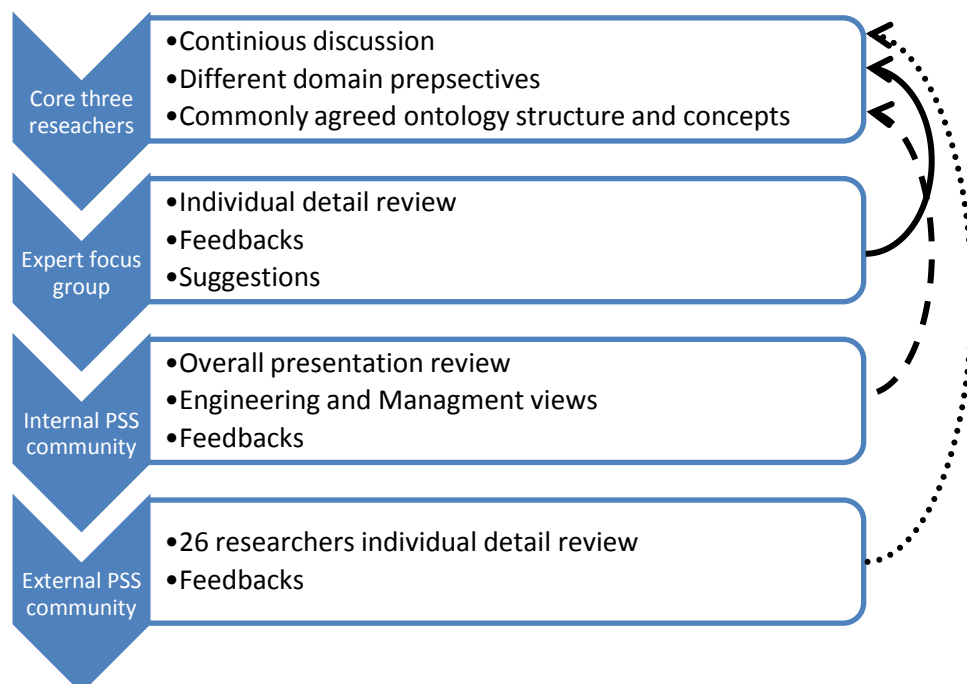 Core three
reseachers
•Continious discussion
•Different domain prepsectives
•Commonly agreed ontology structure and concepts
Expert focus
group
•Individual detail review
•Feedbacks
•Suggestions
Internal PSS
community
•Overall presentation review
•Engineering and Managment views
•Feedbacks
External PSS
community
•26 researchers individual detail review
•Feedbacks